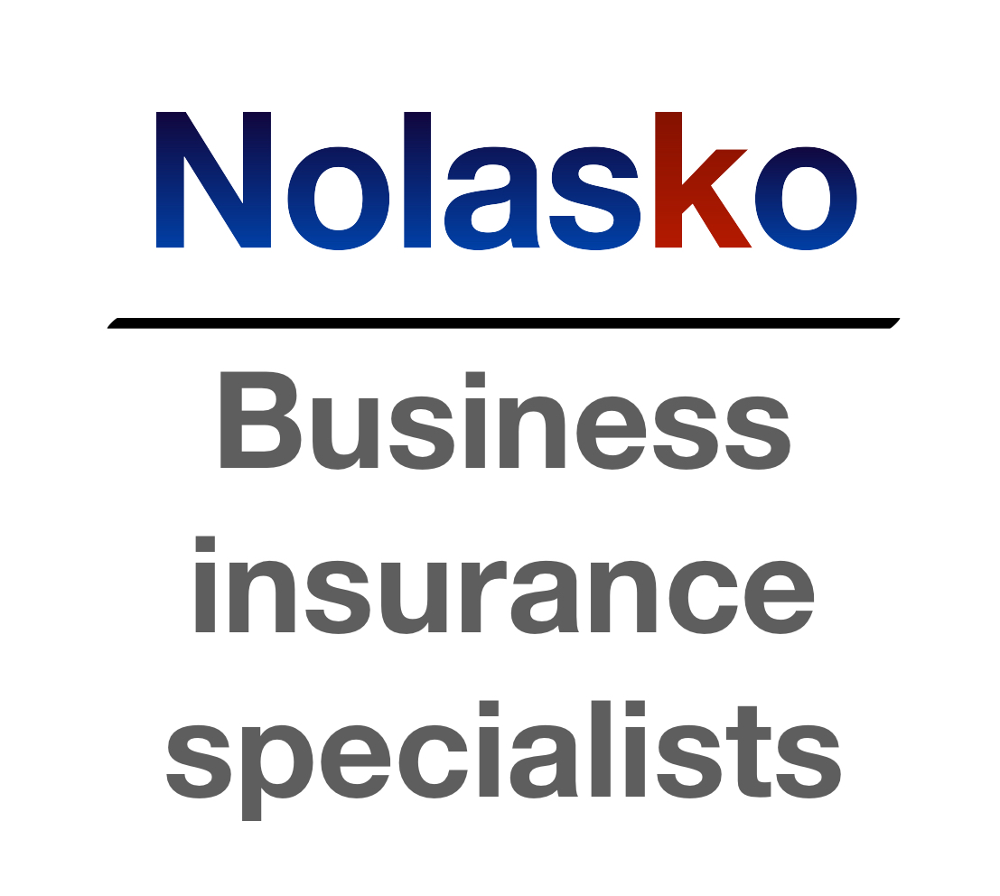 Nolasko
Business
insurance
specialists